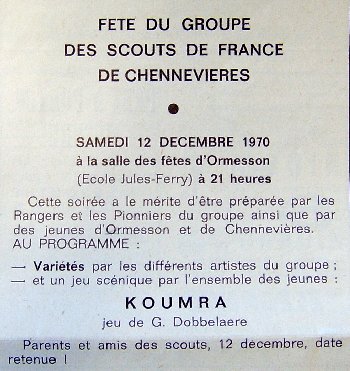 FETE DU GROUPE
DES SCOUTS DE FRANCE
DE CHENNEVIERES
●
SAMEDI 12 DECEMBRE 1970
à la salle des fêtes d'Ormesson
(Ecole Jules-Ferry) à 21 heures
Cette soirée a le mérite d'être préparée par les
Rangers et les Pionniers du groupe ainsi que par
des jeunes d'Ormesson et de Chennevières.
AU PROGRAMME :
— Variétés par les différents artistes du groupe ;
— et un jeu scénique par l'ensemble des jeunes :
KOUMRA
jeu de G. Dobbelaere
Parents et amis des scouts, 12 décembre, date
retenue !